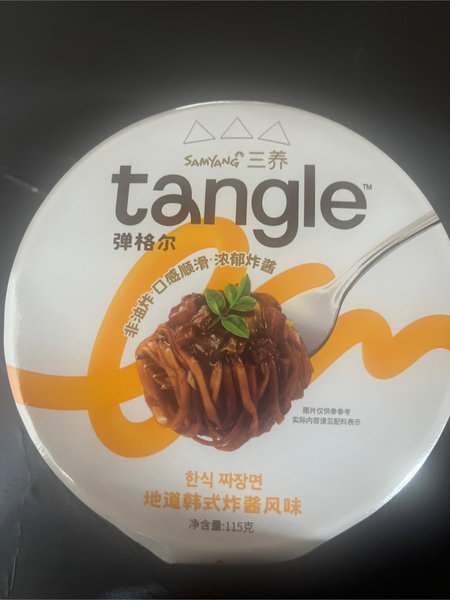 SAMYANG 三养
tangle™
弹格尔
非油炸·口感顺滑·浓郁炸酱
图片仅供参考
实际内容请见配料表示
한식 짜장면
地道韩式炸酱风味
净含量:115克